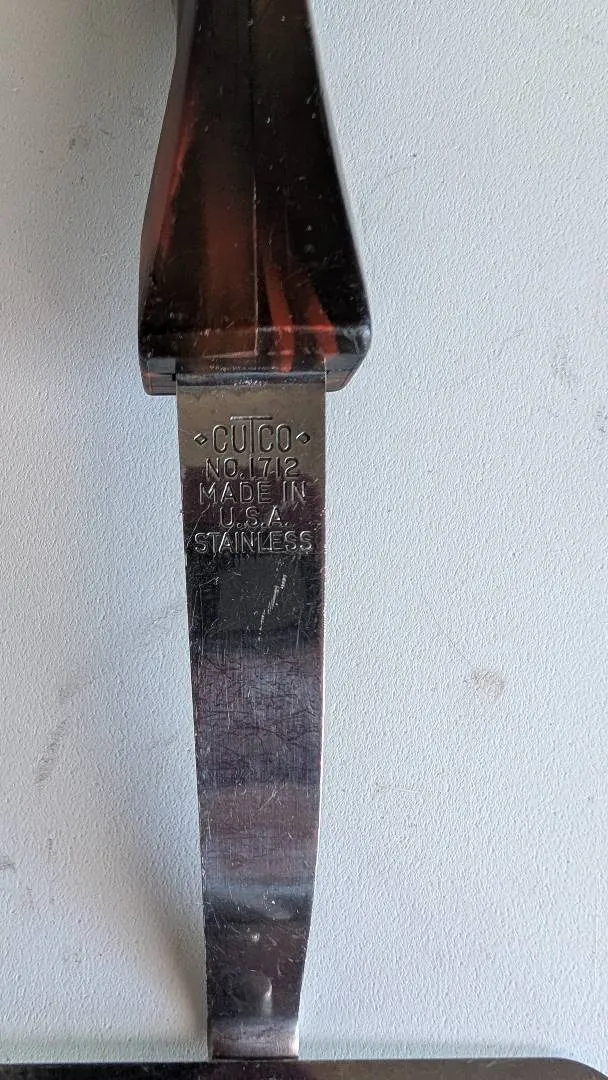 CUTCO
NO. 1712
MADE IN
U.S.A.
STAINLESS